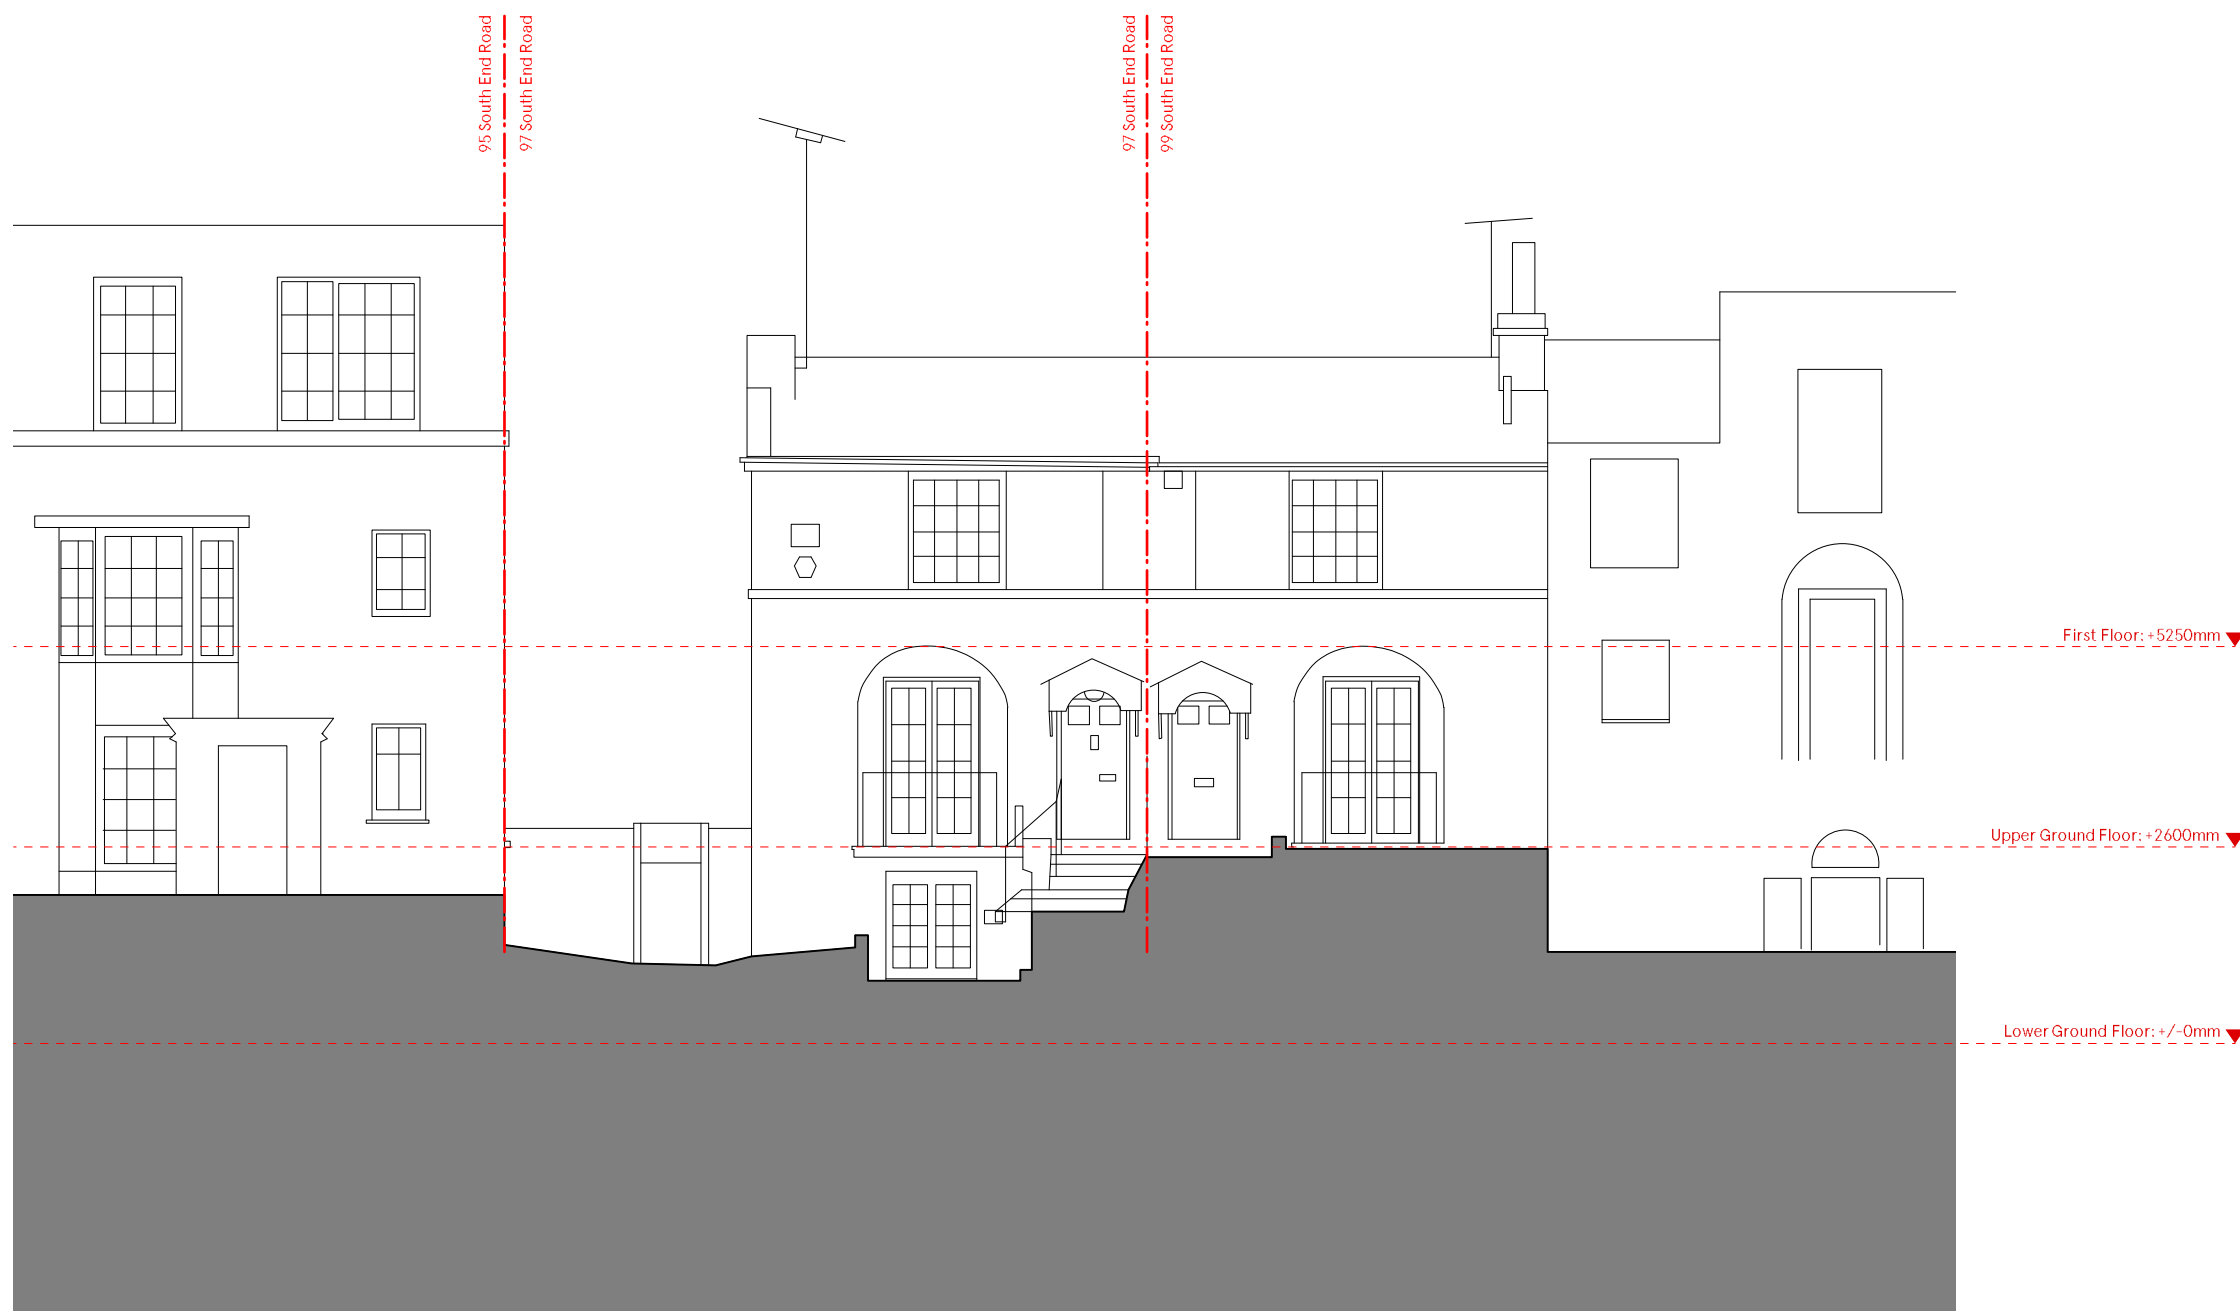 95 South End Road
97 South End Road
97 South End Road
99 South End Road
First Floor: +5250mm
Upper Ground Floor: +2600mm
Lower Ground Floor: +/-0mm